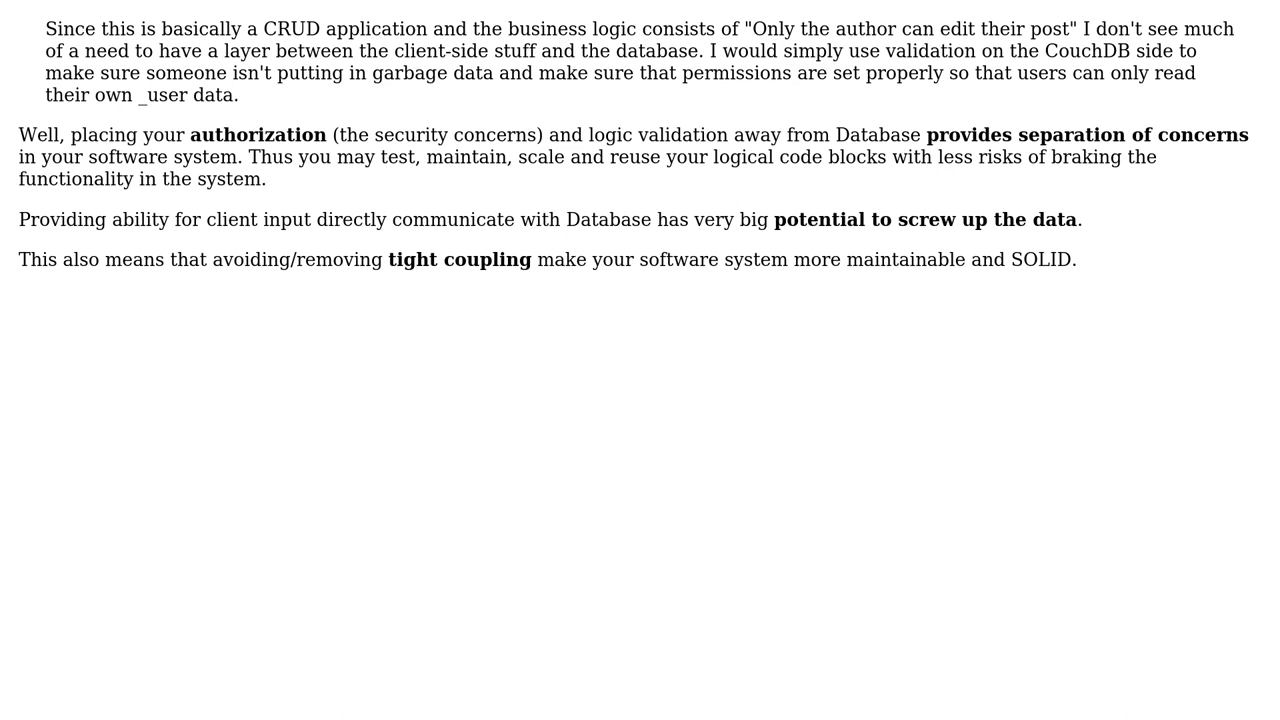 Since this is basically a CRUD application and the business logic consists of "Only the author can edit their post" I don't see much
of a need to have a layer between the client-side stuff and the database. I would simply use validation on the CouchDB side to
make sure someone isn't putting in garbage data and make sure that permissions are set properly so that users can only read
their own _user data.
Well, placing your authorization (the security concerns) and logic validation away from Database provides separation of concerns
in your software system. Thus you may test, maintain, scale and reuse your logical code blocks with less risks of braking the
functionality in the system.
Providing ability for client input directly communicate with Database has very big potential to screw up the data.
This also means that avoiding/removing tight coupling make your software system more maintainable and SOLID.